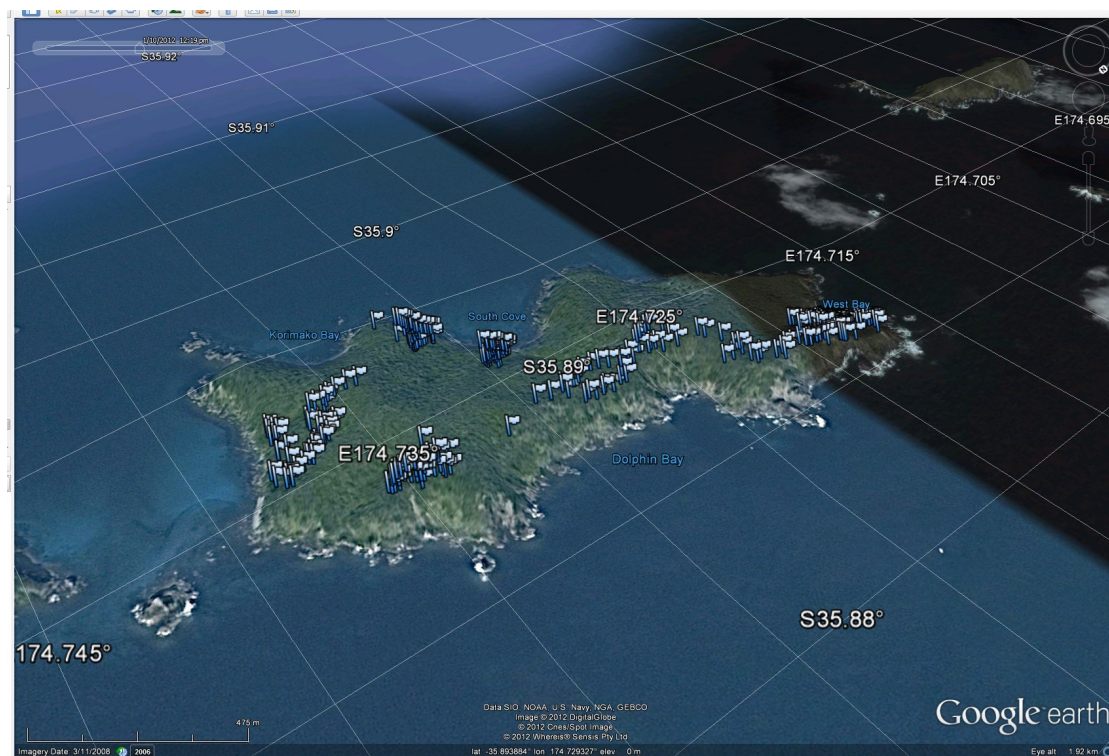 1/10/2012 12:19 pm
S35.92°
E174.695
S35.91°
E174.705°
S35.9°
E174.715°
West Bay
E174.725°
South Cove
Korimako Bay
S35.89°
E174.735°
Dolphin Bay
S35.88°
174.745°
Data SIO, NOAA, U.S. Navy, NGA, GEBCO
Image © 2012 DigitalGlobe
© 2012 Cnes/Spot Image
© 2012 Whereis® Sensis Pty Ltd
Google earth
475 m
Imagery Date: 3/11/2008
2006
lat -35.893884° lon 174.729327° elev 0 m
Eye alt 1.92 km